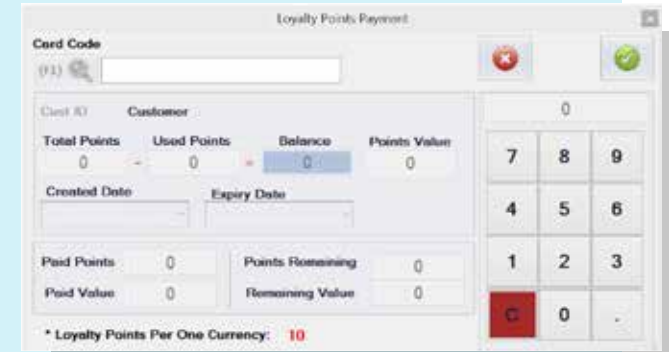 Loyalty Points Payment
Card Code
(F1)
Cust ID Customer
Total Points Used Points Balance Points Value
0 - 0 = 0 0
Created Date Expiry Date
Paid Points 0 Points Remaining 0
Paid Value 0 Remaining Value 0
* Loyalty Points Per One Currency: 10
0
7 8 9
4 5 6
1 2 3
C 0 .